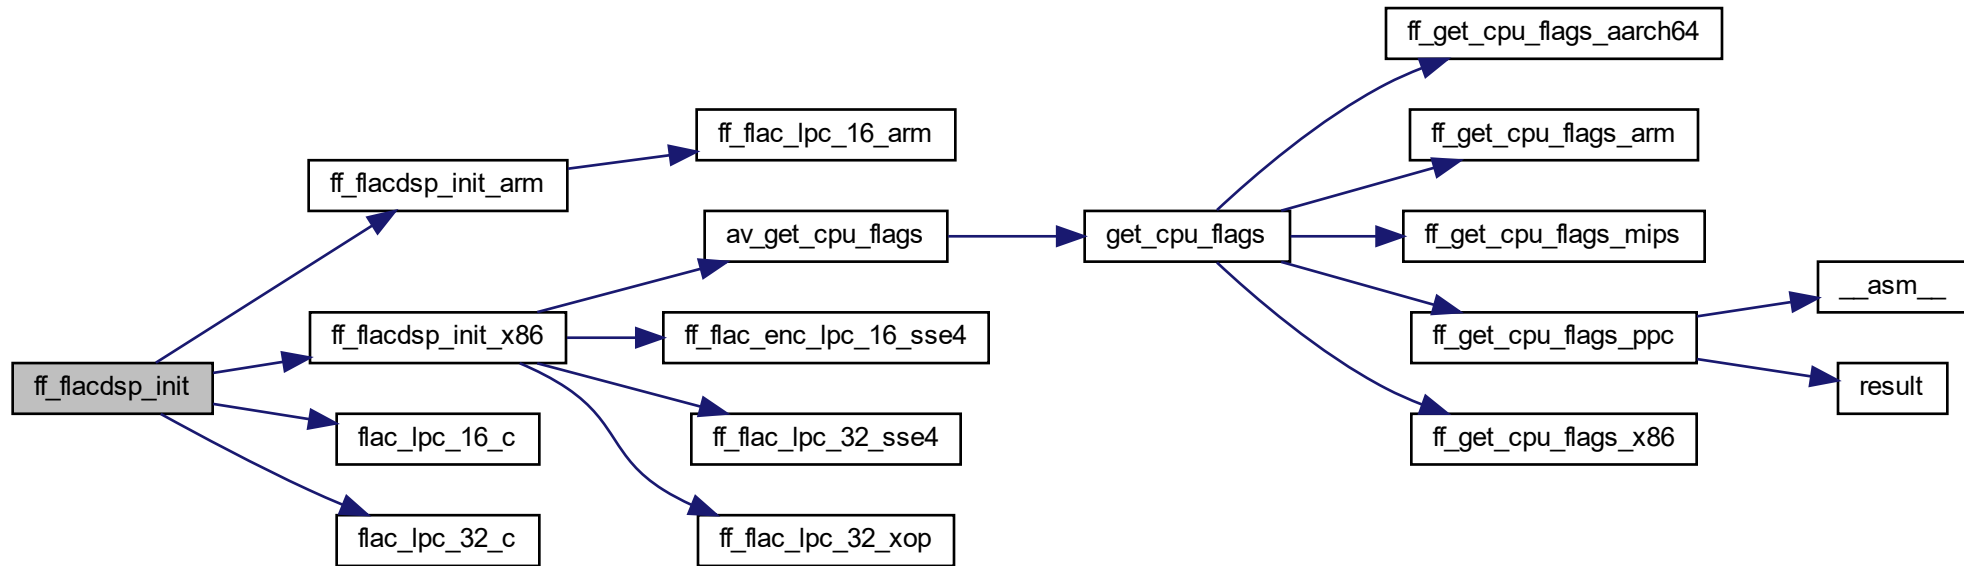 ff_get_cpu_flags_aarch64
ff_flac_lpc_16_arm
ff_get_cpu_flags_arm
ff_flacdsp_init_arm
av_get_cpu_flags
get_cpu_flags
ff_get_cpu_flags_mips
__asm__
ff_flacdsp_init_x86
ff_flac_enc_lpc_16_sse4
ff_get_cpu_flags_ppc
ff_flacdsp_init
result
flac_lpc_16_c
ff_flac_lpc_32_sse4
ff_get_cpu_flags_x86
flac_lpc_32_c
ff_flac_lpc_32_xop